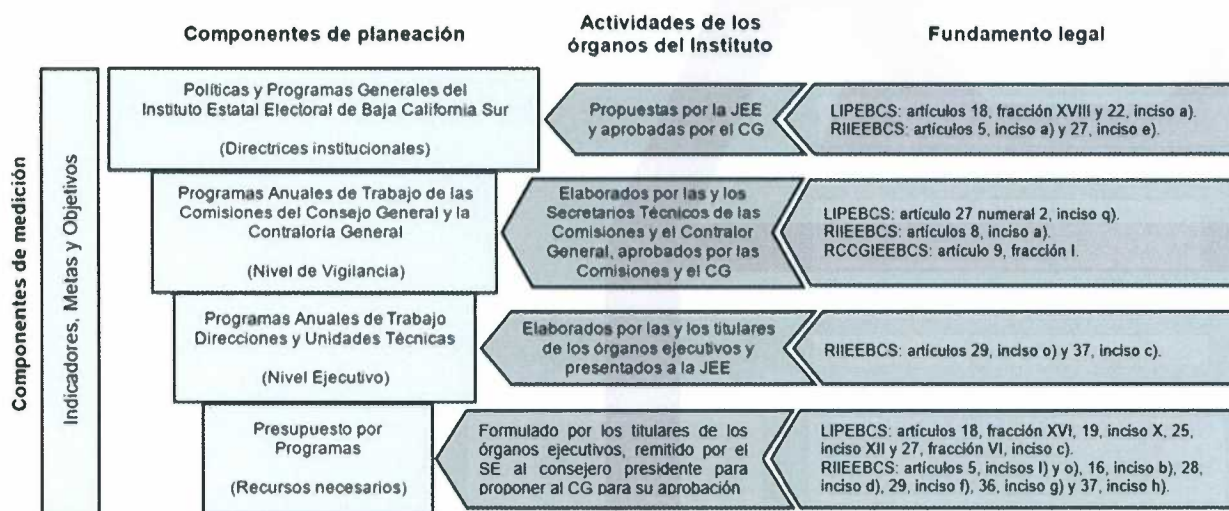 Componentes de planeación
Actividades de los
órganos del Instituto
Fundamento legal
Componentes de medición
Indicadores, Metas y Objetivos
Políticas y Programas Generales del
Instituto Estatal Electoral de Baja California Sur
(Directrices institucionales)
Propuestas por la JEE
y aprobadas por el CG
LIPEBCS: artículos 18, fracción XVIII y 22, inciso a).
RIIEEBCS: artículos 5, inciso a) y 27, inciso e).
Programas Anuales de Trabajo de las
Comisiones del Consejo General y la
Contraloría General
(Nivel de Vigilancia)
Elaborados por las y los
Secretarios Técnicos de las
Comisiones y el Contralor
General, aprobados por las
Comisiones y el CG
LIPEBCS: artículo 27 numeral 2, inciso q).
RIIEEBCS: artículos 8, inciso a).
RCCGIEEBCS: artículo 9, fracción I.
Programas Anuales de Trabajo
Direcciones y Unidades Técnicas
(Nivel Ejecutivo)
Elaborados por las y los titulares
de los órganos ejecutivos y
presentados a la JEE
RIIEEBCS: artículos 29, inciso o) y 37, inciso c).
Presupuesto por
Programas
(Recursos necesarios)
Formulado por los titulares de los
órganos ejecutivos, remitido por el
SE al consejero presidente para
proponer al CG para su aprobación
LIPEBCS: artículos 18, fracción XVI, 19, inciso X, 25,
inciso XII y 27, fracción VI, inciso c).
RIIEEBCS: artículos 5, incisos l) y o), 16, inciso b), 28,
inciso d), 29, inciso f), 36, inciso g) y 37, inciso h).